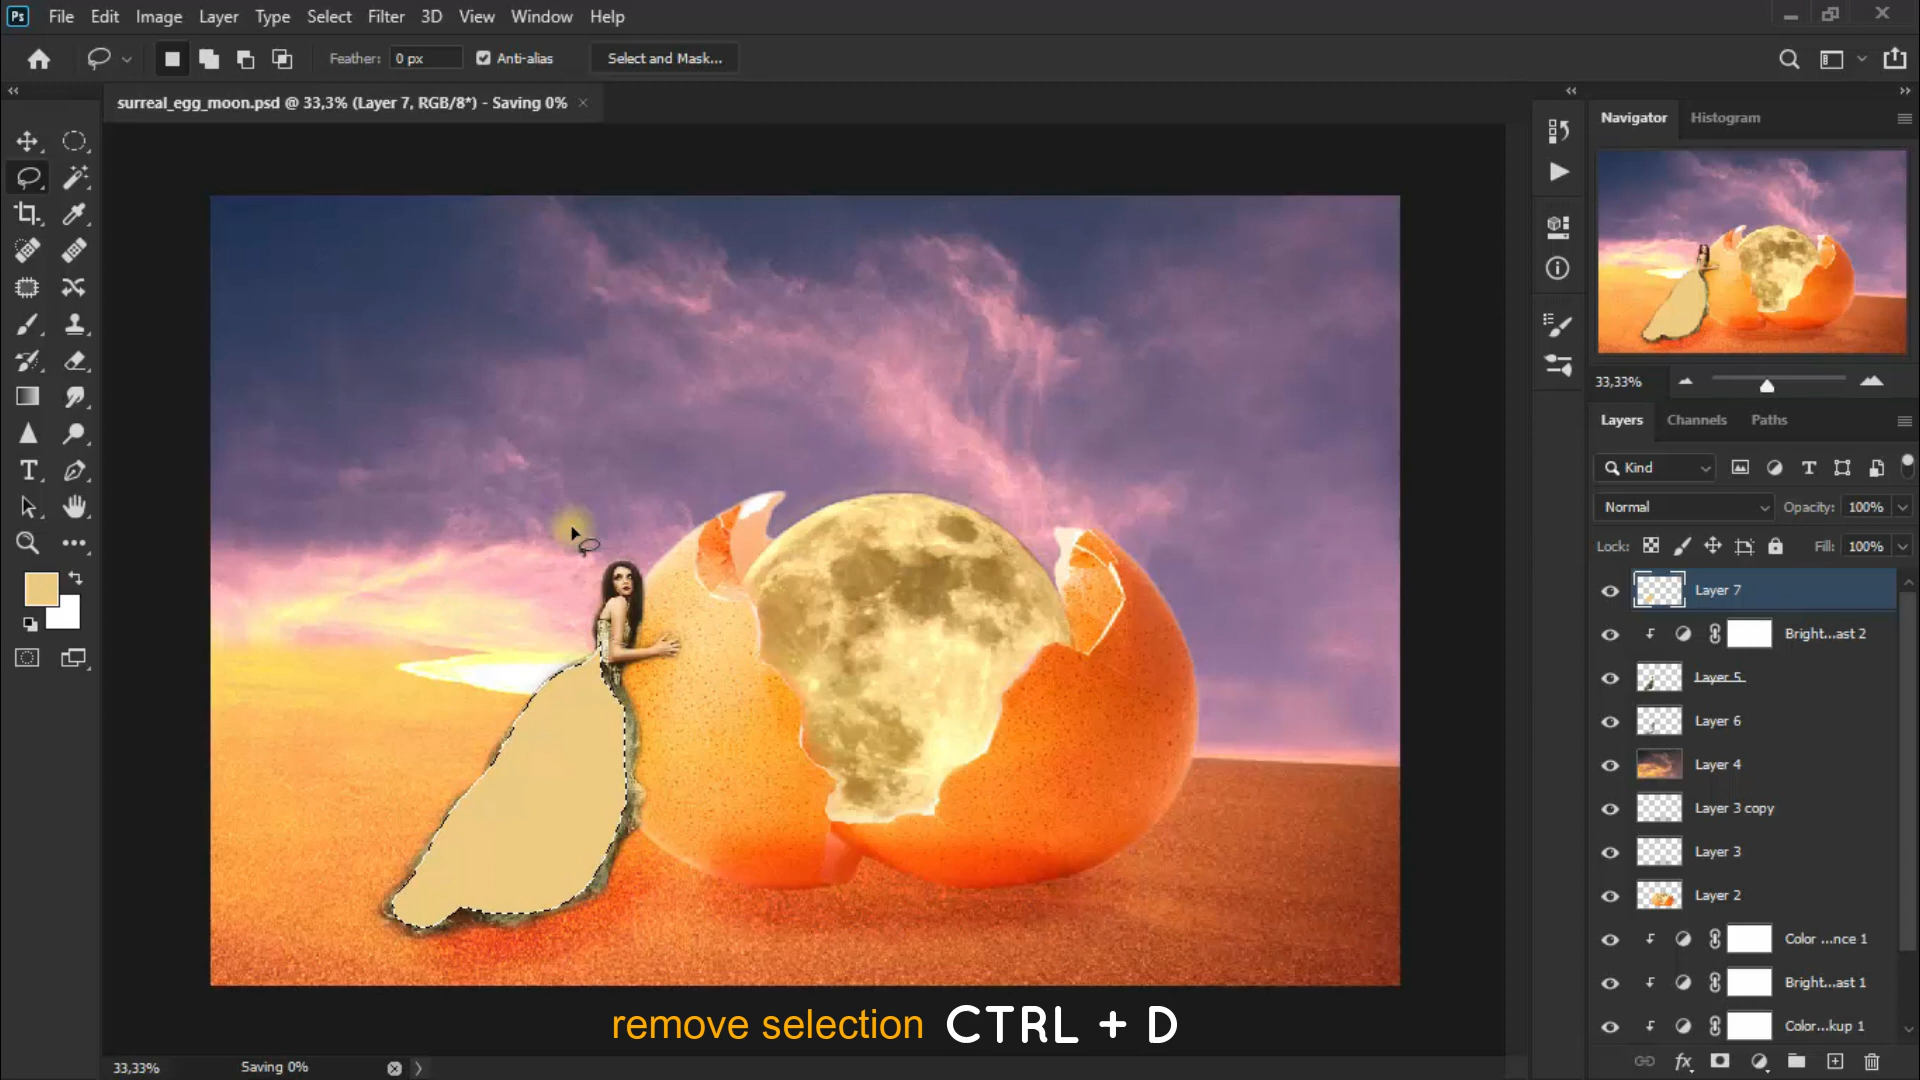 Ps File Edit Image Layer Type Select Filter 3D View Window Help
Feather: 0 px Anti-alias Select and Mask...
surreal_egg_moon.psd @ 33,3% (Layer 7, RGB/8*) - Saving 0% ×
Navigator Histogram
33,33%
Layers Channels Paths
Kind
Normal Opacity: 100%
Lock: Fill: 100%
Layer 7
Bright...ast 2
Layer 5
Layer 6
Layer 4
Layer 3 copy
Layer 3
Layer 2
Color ...nce 1
Bright...ast 1
Color...kup 1
remove selection CTRL + D
33,33% Saving 0%